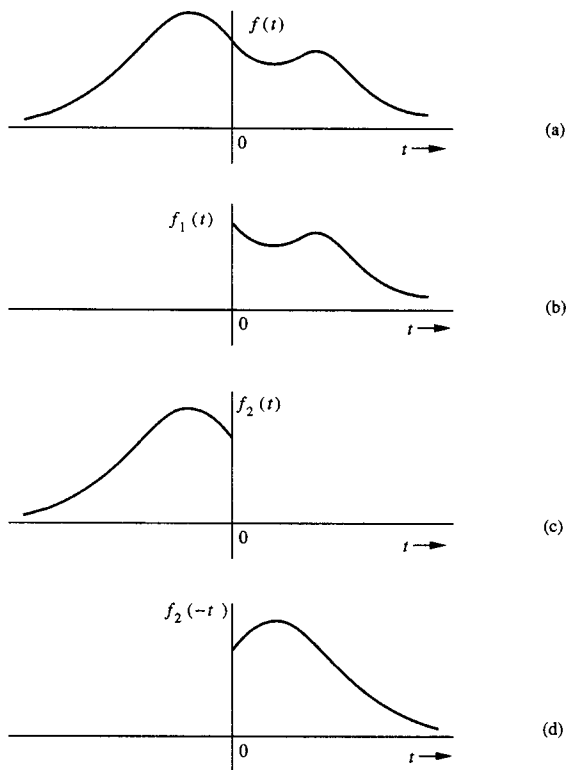 f(t)
0
t →
(a)
f₁(t)
0
t →
(b)
f₂(t)
0
t →
(c)
f₂(−t)
0
t →
(d)